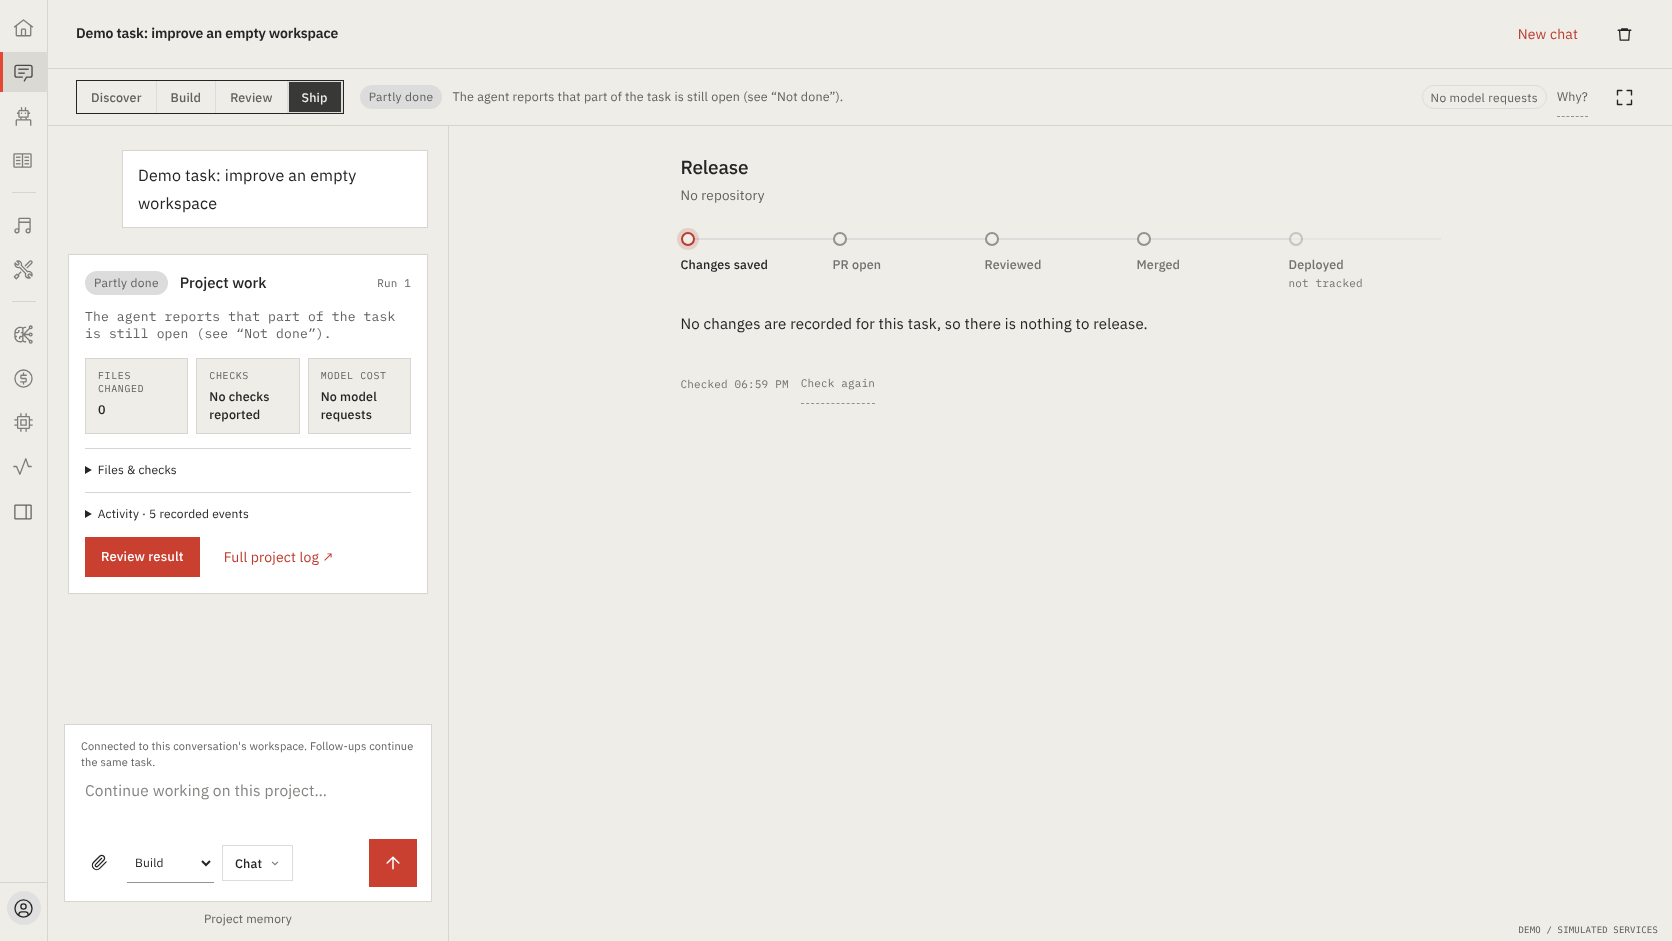 Demo task: improve an empty workspace
New chat
Discover
Build
Review
Ship
Partly done
The agent reports that part of the task is still open (see “Not done”).
No model requests
Why?
Demo task: improve an empty
workspace
Partly done
Project work
Run 1
The agent reports that part of the task
is still open (see “Not done”).
FILES
CHANGED
0
CHECKS
No checks
reported
MODEL COST
No model
requests
Files & checks
Activity · 5 recorded events
Review result
Full project log ↗
Connected to this conversation's workspace. Follow-ups continue
the same task.
Continue working on this project...
Build
Chat
Project memory
Release
No repository
Changes saved
PR open
Reviewed
Merged
Deployed
not tracked
No changes are recorded for this task, so there is nothing to release.
Checked 06:59 PM
Check again
DEMO / SIMULATED SERVICES